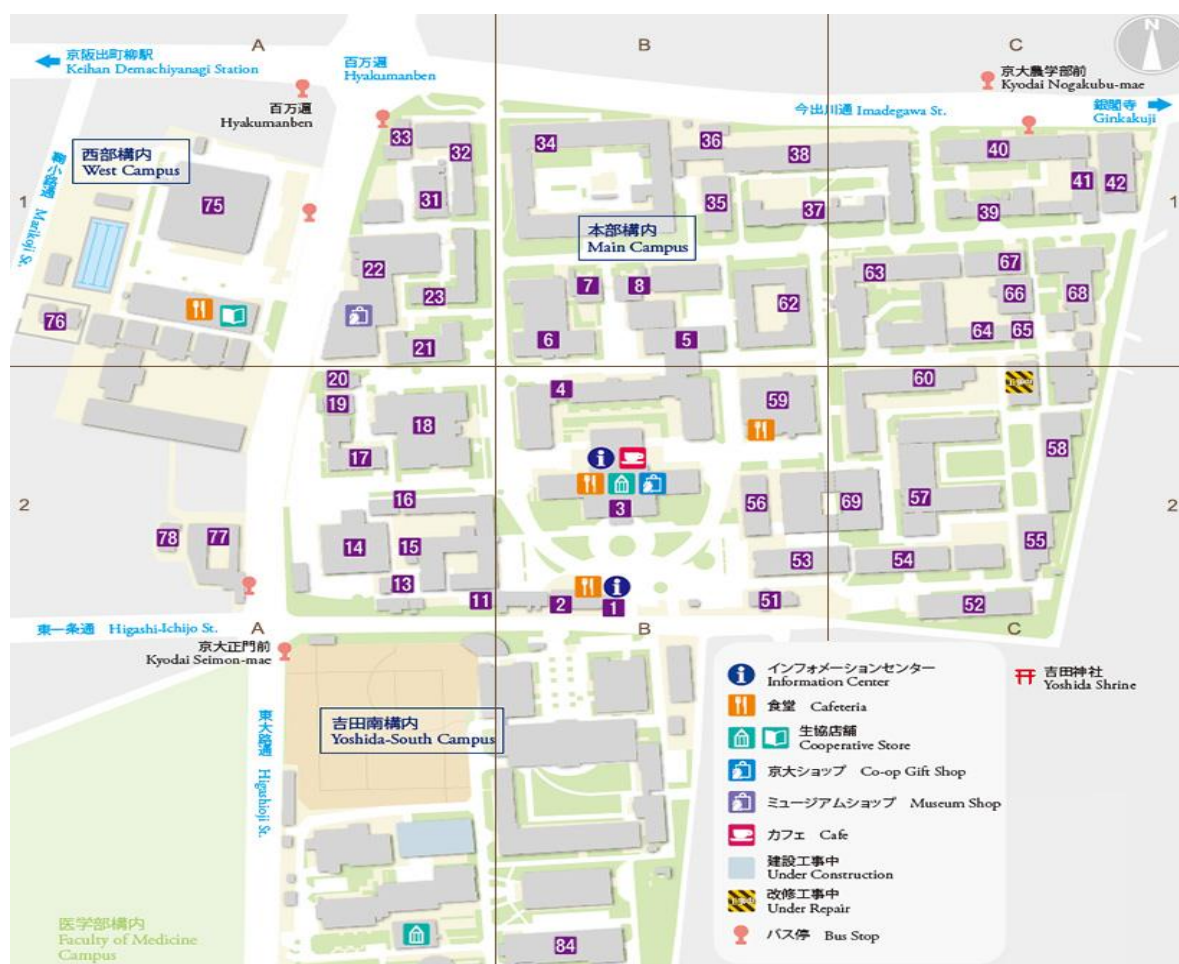 A
B
C
京阪出町柳駅
Keihan Demachiyanagi Station
百万遍
Hyakumanben
百万遍
Hyakumanben
京大農学部前
Kyodai Nogakubu-mae
N
今出川通 Imadegawa St.
銀閣寺
Ginkakuji
西部構内
West Campus
鞠小路通 Marikoji St.
本部構内
Main Campus
33
32
34
36
38
40
41
42
75
31
35
37
39
1
1
22
23
7
8
63
67
66
68
62
76
21
6
5
64
65
20
4
60
19
59
18
17
58
16
3
56
69
57
2
2
78
77
14
15
53
54
55
13
11
2
1
51
52
東一条通 Higashi-Ichijo St.
A
B
C
京大正門前
Kyodai Seimon-mae
吉田神社
Yoshida Shrine
東大路通 Higashioji St.
吉田南構内
Yoshida-South Campus
インフォメーションセンター
Information Center
食堂 Cafeteria
生協店舗
Cooperative Store
京大ショップ Co-op Gift Shop
ミュージアムショップ Museum Shop
カフェ Cafe
建設工事中
Under Construction
改修工事中
Under Repair
バス停 Bus Stop
医学部構内
Faculty of Medicine
Campus
84